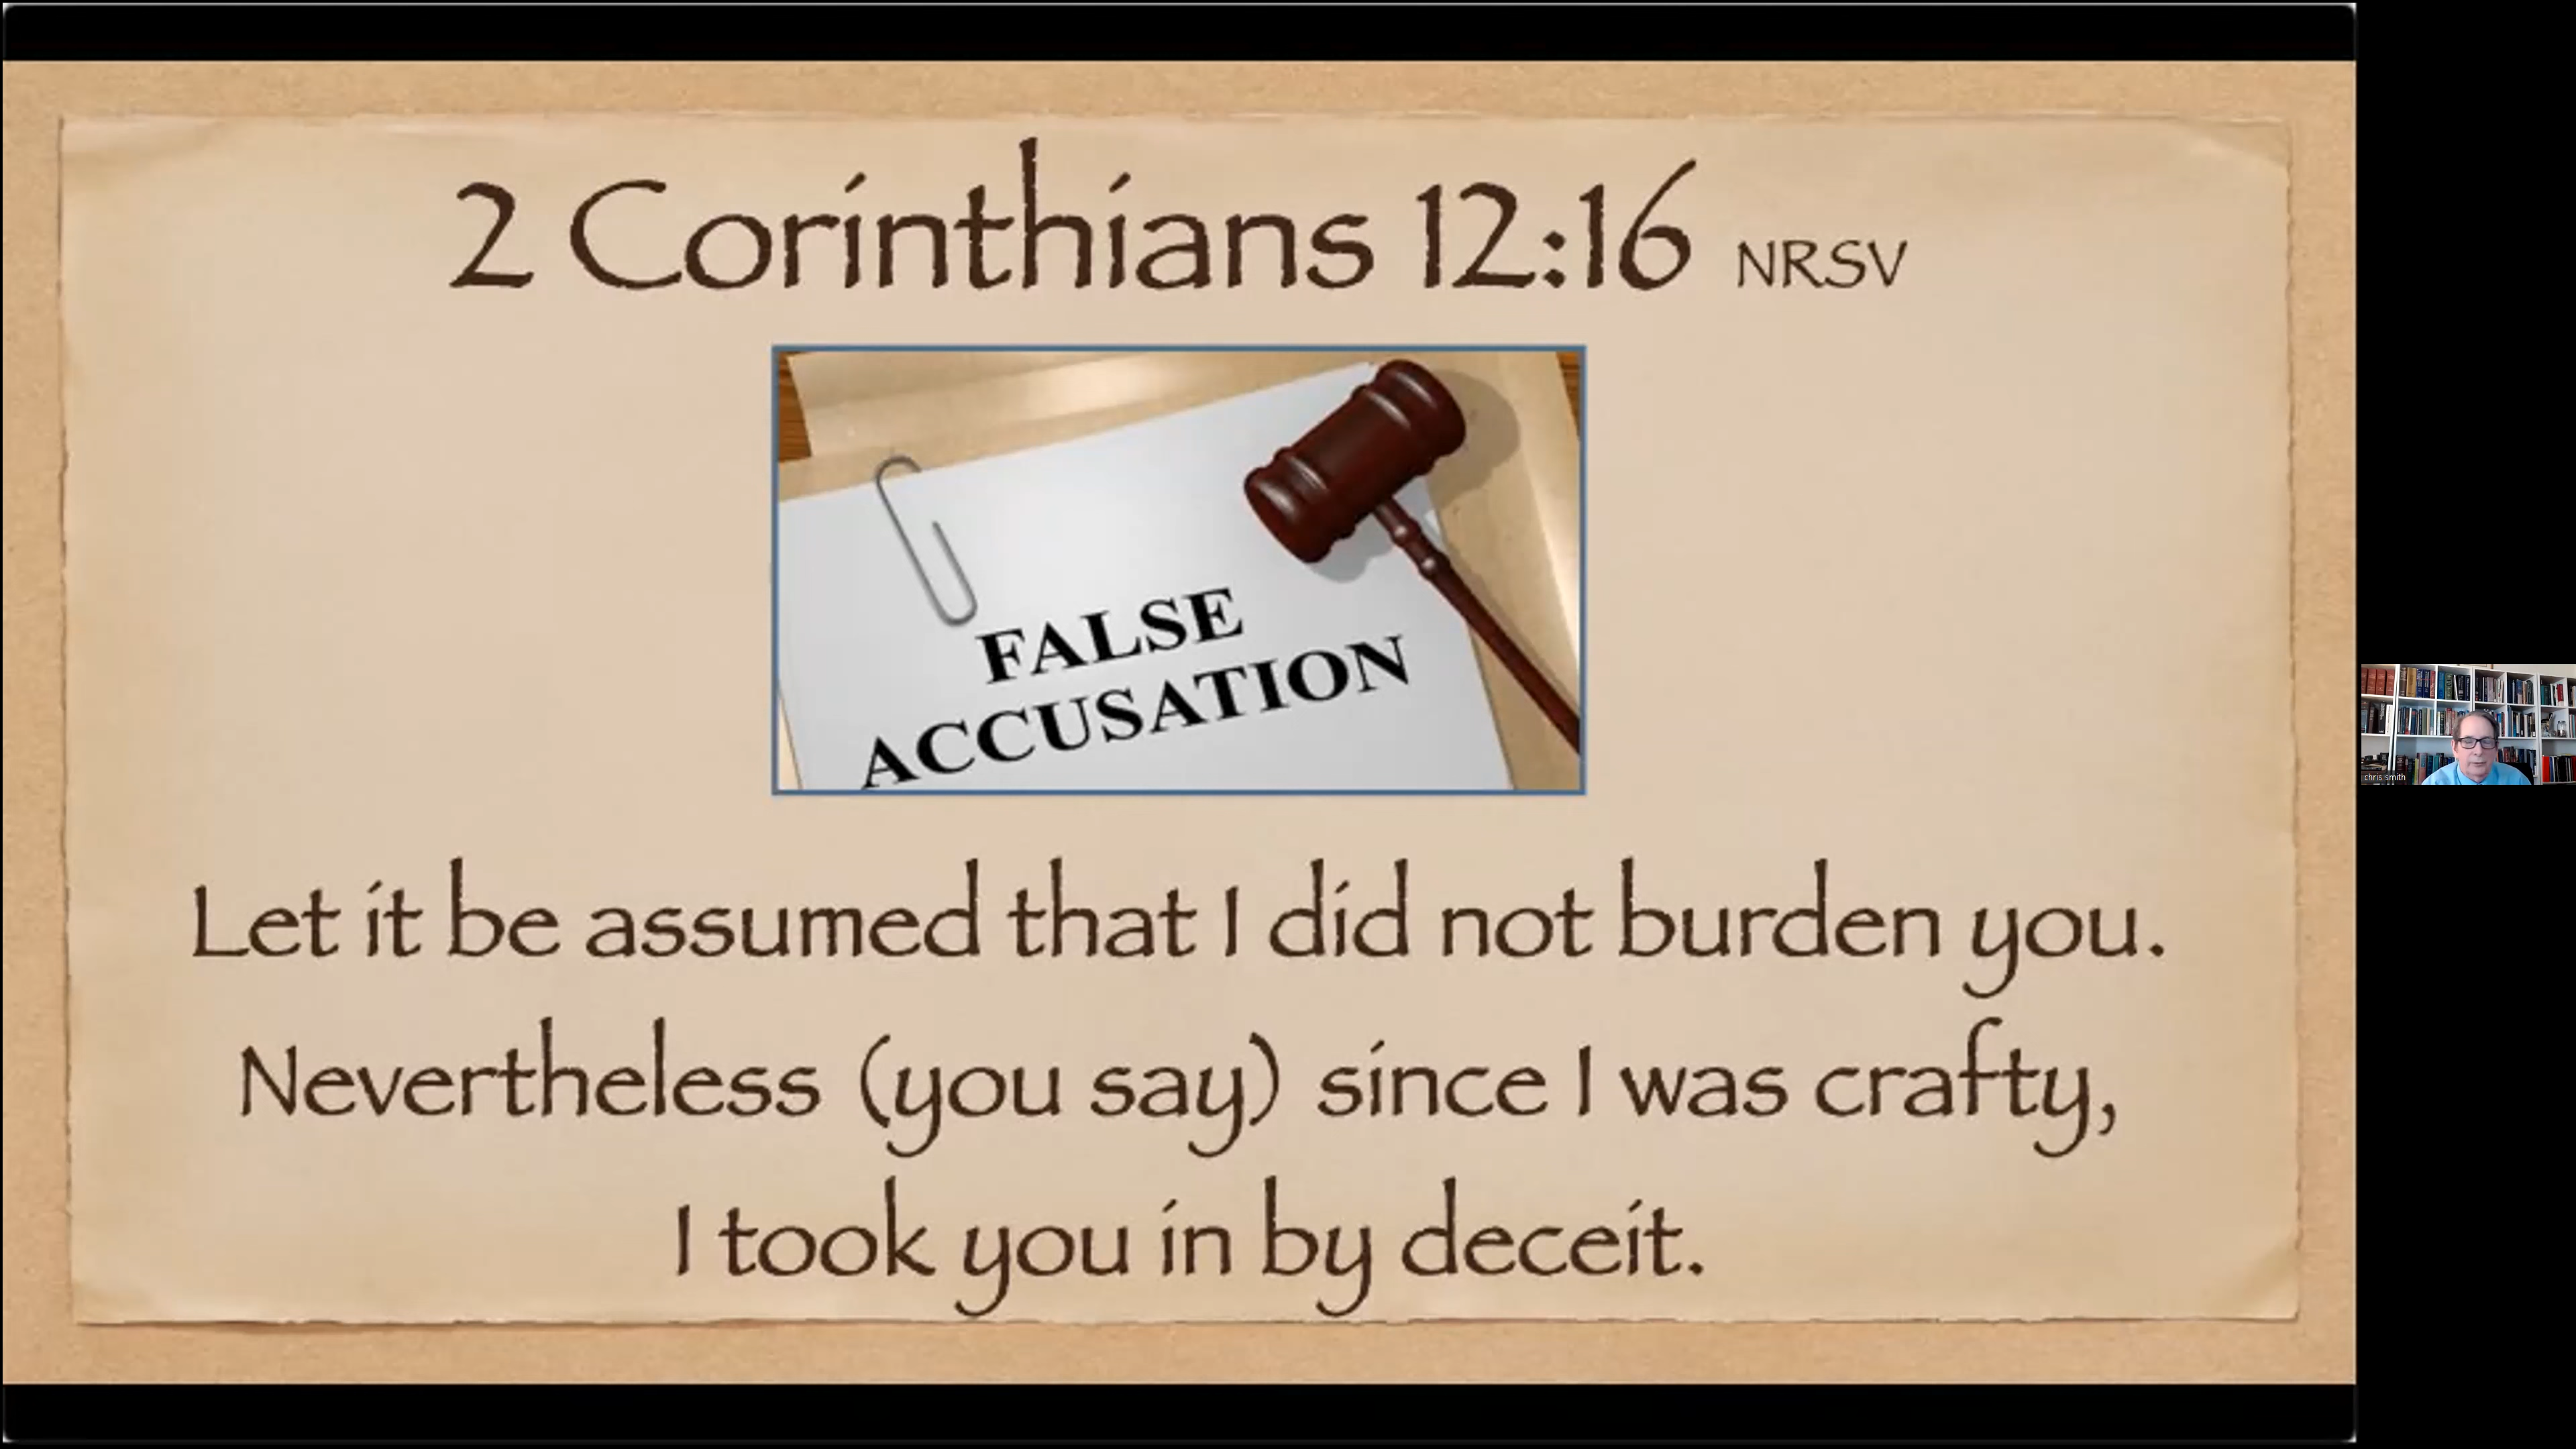 2 Corinthians 12:16 NRSV
FALSE
ACCUSATION
Let it be assumed that I did not burden you.
Nevertheless (you say) since I was crafty,
I took you in by deceit.
chris smith